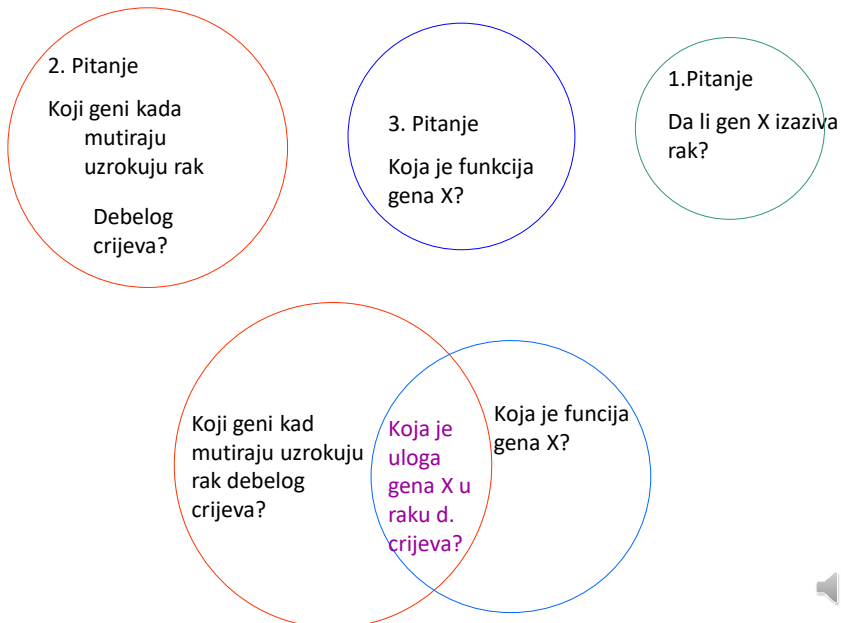 2. Pitanje
Koji geni kada
mutiraju
uzrokuju rak
Debelog
crijeva?
3. Pitanje
Koja je funkcija
gena X?
1.Pitanje
Da li gen X izaziva
rak?
Koji geni kad
mutiraju uzrokuju
rak debelog
crijeva?
Koja je
uloga
gena X u
raku d.
crijeva?
Koja je funcija
gena X?